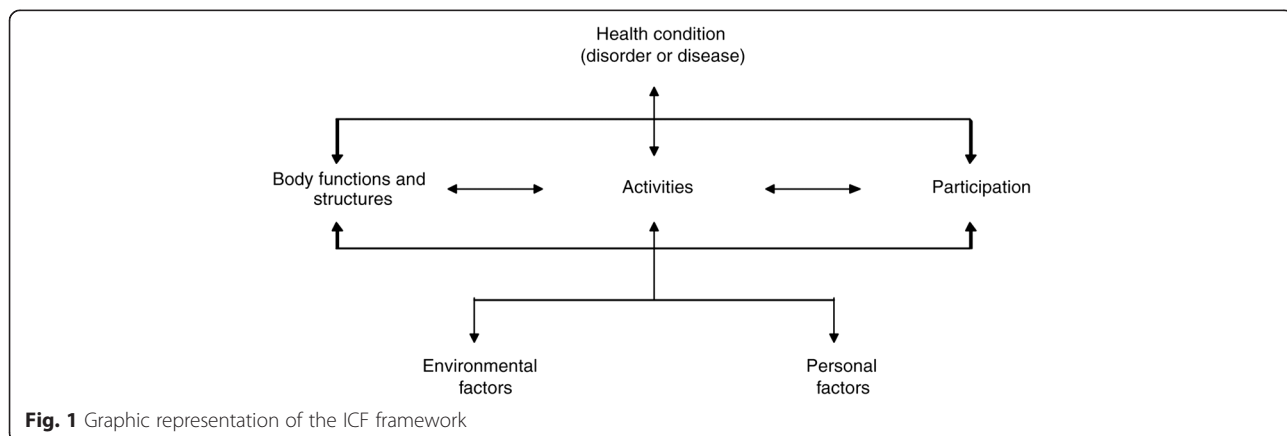 Health condition
(disorder or disease)
Body functions and
structures
Activities
Participation
Environmental
factors
Personal
factors
Fig. 1 Graphic representation of the ICF framework